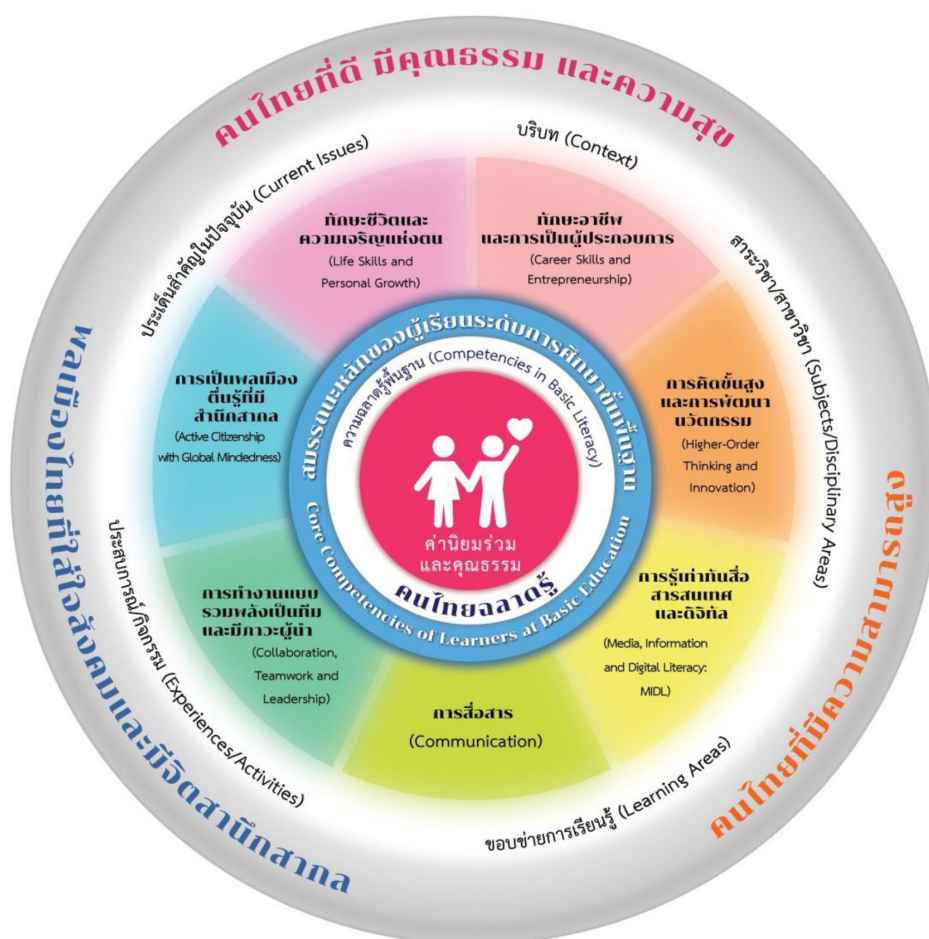 คนไทยที่ดี มีคุณธรรม และความสุข
บริบท (Context)
ประเด็นสำคัญในปัจจุบัน (Current Issues)
สาระวิชา/สาขาวิชา (Subjects/Disciplinary Areas)
ทักษะชีวิตและ
ความเจริญแห่งตน
(Life Skills and
Personal Growth)
ทักษะอาชีพ
และการเป็นผู้ประกอบการ
(Career Skills and
Entrepreneurship)
การเป็นพลเมือง
ตื่นรู้ที่มี
สำนึกสากล
(Active Citizenship
with Global Mindedness)
การคิดขั้นสูง
และการพัฒนา
นวัตกรรม
(Higher-Order
Thinking and
Innovation)
สมรรถนะหลักของผู้เรียนระดับการศึกษาขั้นพื้นฐาน
ความฉลาดรู้พื้นฐาน (Competencies in Basic Literacy)
ค่านิยมร่วม
และคุณธรรม
คนไทยฉลาดรู้
Core Competencies of Learners at Basic Education
การทำงานแบบ
รวมพลังเป็นทีม
และมีภาวะผู้นำ
(Collaboration,
Teamwork and
Leadership)
การรู้เท่าทันสื่อ
สารสนเทศ
และดิจิทัล
(Media, Information
and Digital Literacy:
MIDL)
การสื่อสาร
(Communication)
ประสบการณ์/กิจกรรม (Experiences/Activities)
ขอบข่ายการเรียนรู้ (Learning Areas)
พลเมืองไทยที่ใส่ใจสังคมและมีจิตสำนึกสากล
คนไทยที่มีความสามารถสูง